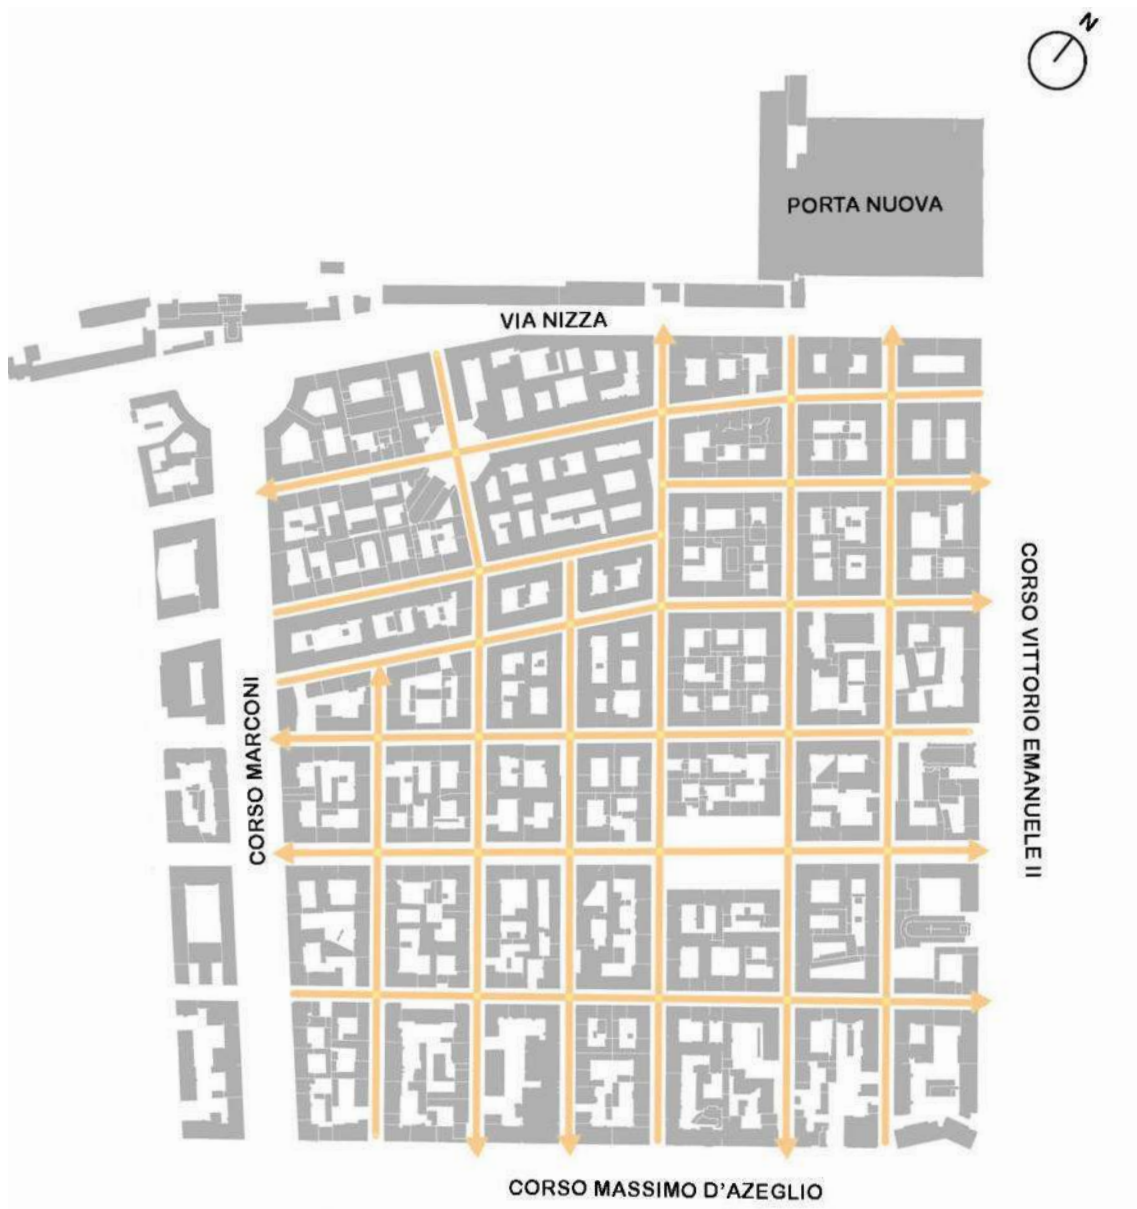 N
PORTA NUOVA
VIA NIZZA
CORSO VITTORIO EMANUELE II
CORSO MARCONI
CORSO MASSIMO D'AZEGLIO